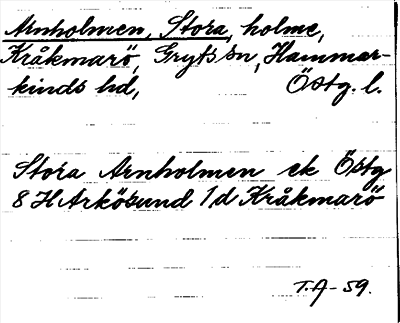 Arnholmen, Stora, holme,
Kråkmarö, Gryts sn, Hammar-
kinds hd, Östg. l.
Stora Arnholmen ek Östg
8 H Arkösund 1 d Kråkmarö
T.A-59.